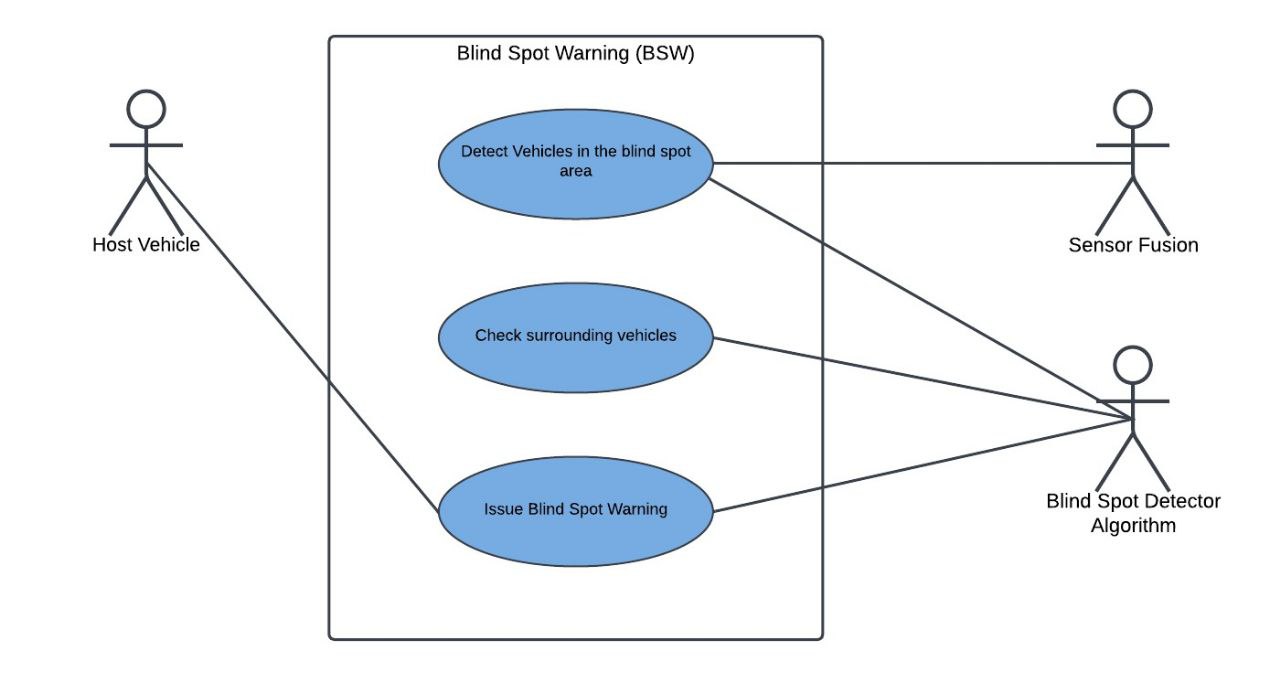 Blind Spot Warning (BSW)
Detect Vehicles in the blind spot
area
Host Vehicle
Sensor Fusion
Check surrounding vehicles
Issue Blind Spot Warning
Blind Spot Detector
Algorithm